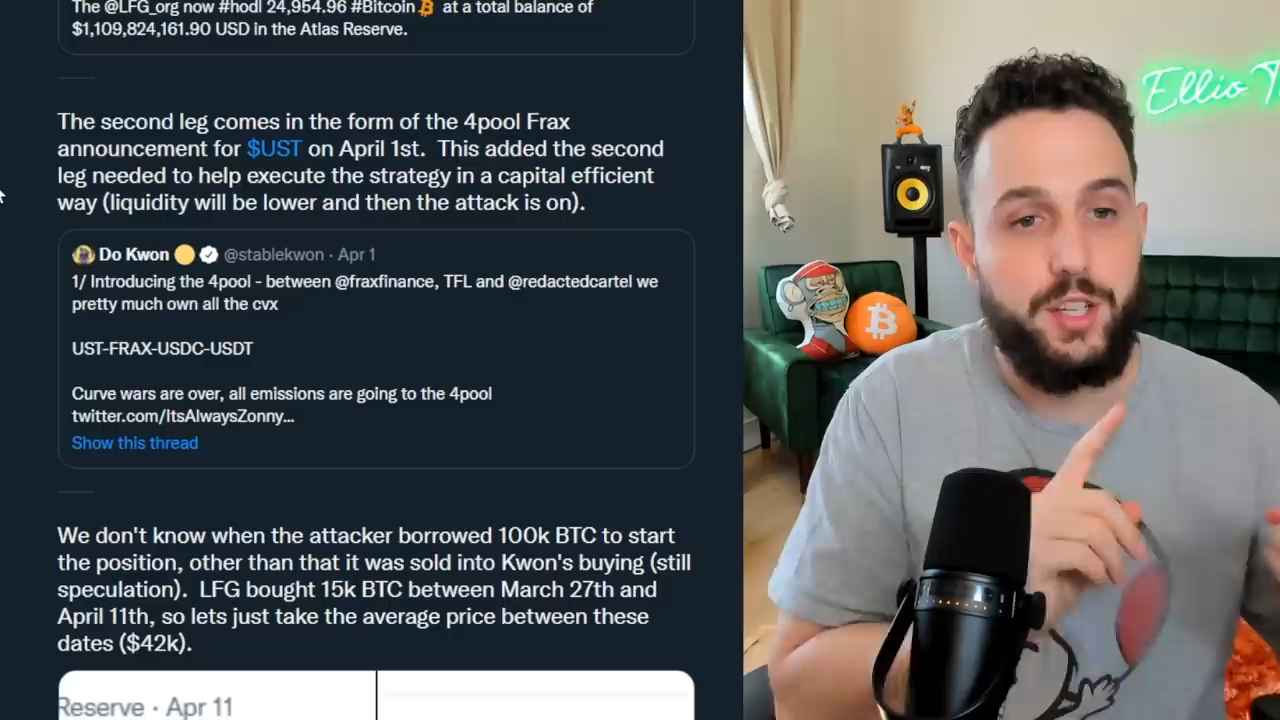 The @LFG_org now #hodl 24,954.96 #Bitcoin at a total balance of
$1,109,824,161.90 USD in the Atlas Reserve.
The second leg comes in the form of the 4pool Frax
announcement for $UST on April 1st. This added the second
leg needed to help execute the strategy in a capital efficient
way (liquidity will be lower and then the attack is on).
Do Kwon @stablekwon · Apr 1
1/ Introducing the 4pool - between @fraxfinance, TFL and @redactedcartel we
pretty much own all the cvx
UST-FRAX-USDC-USDT
Curve wars are over, all emissions are going to the 4pool
twitter.com/ItsAlwaysZonny...
Show this thread
We don't know when the attacker borrowed 100k BTC to start
the position, other than that it was sold into Kwon's buying (still
speculation). LFG bought 15k BTC between March 27th and
April 11th, so lets just take the average price between these
dates ($42k).
Reserve · Apr 11
Ellio